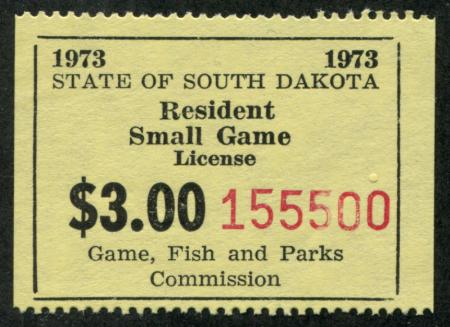 1973 1973
STATE OF SOUTH DAKOTA
Resident
Small Game
License
$3.00 155500
Game, Fish and Parks
Commission